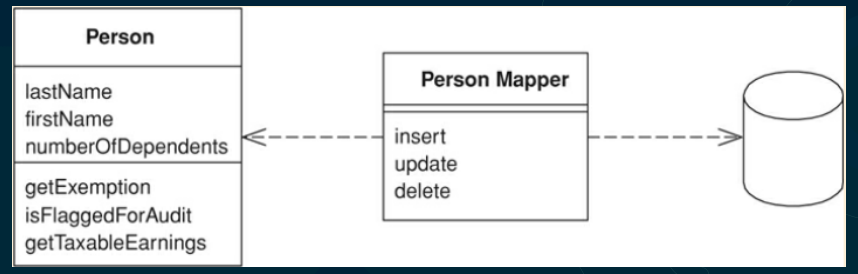 Person
lastName
firstName
numberOfDependents
getExemption
isFlaggedForAudit
getTaxableEarnings
Person Mapper
insert
update
delete